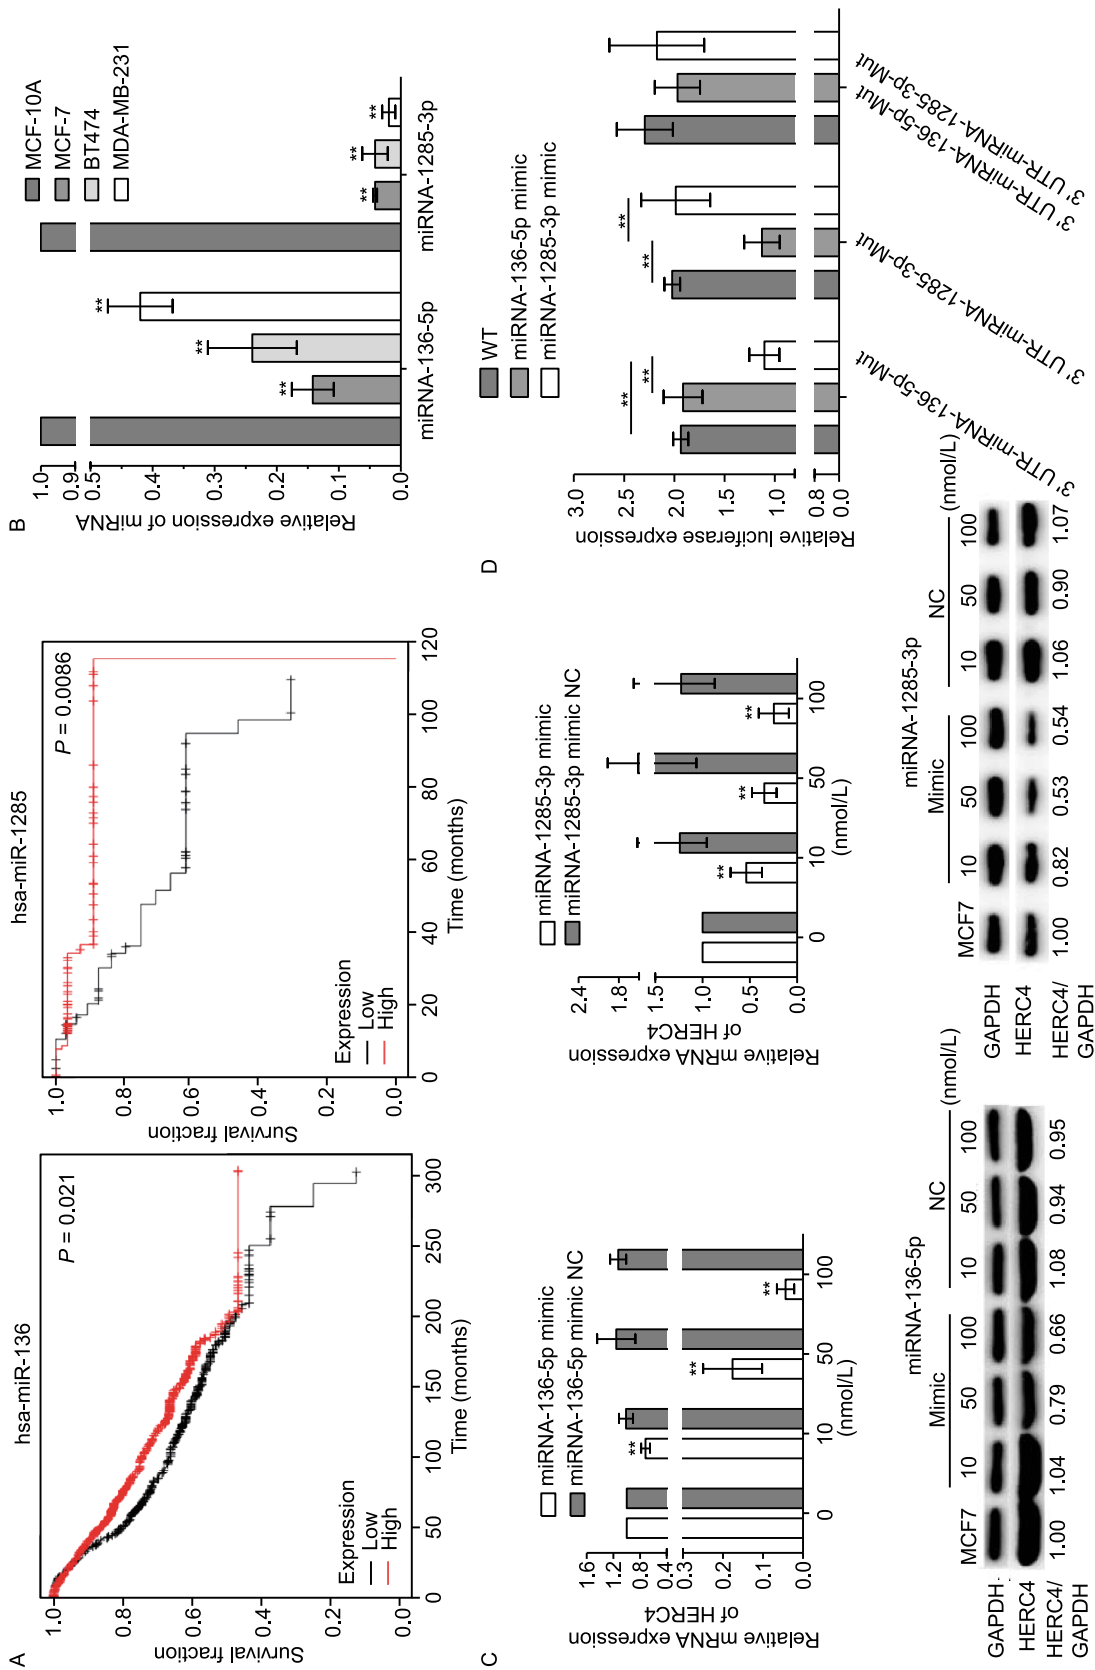 A
hsa-miR-136
P = 0.021
Survival fraction
1.0
0.8
0.6
0.4
0.2
0.0
Expression
Low
High
0 50 100 150 200 250 300
Time (months)
hsa-miR-1285
P = 0.0086
Survival fraction
1.0
0.8
0.6
0.4
0.2
0.0
Expression
Low
High
0 20 40 60 80 100 120
Time (months)
B
Relative expression of miRNA
1.0
0.9
0.5
0.4
0.3
0.2
0.1
0.0
MCF-10A
MCF-7
BT474
MDA-MB-231
** ** ** ** ** **
miRNA-136-5p miRNA-1285-3p
C
miRNA-136-5p mimic
miRNA-136-5p mimic NC
Relative mRNA expression
of HERC4
1.6
1.2
0.8
0.4
0.3
0.2
0.1
0.0
** ** **
0 10 50 100
(nmol/L)
miRNA-1285-3p mimic
miRNA-1285-3p mimic NC
Relative mRNA expression
of HERC4
2.4
1.8
1.5
1.0
0.5
0.0
** ** **
0 10 50 100
(nmol/L)
miRNA-136-5p
Mimic NC
MCF7 10 50 100 10 50 100 (nmol/L)
GAPDH
HERC4
HERC4/
GAPDH
1.00 1.04 0.79 0.66 1.08 0.94 0.95
miRNA-1285-3p
Mimic NC
MCF7 10 50 100 10 50 100 (nmol/L)
GAPDH
HERC4
HERC4/
GAPDH
1.00 0.82 0.53 0.54 1.06 0.90 1.07
D
WT
miRNA-136-5p mimic
miRNA-1285-3p mimic
Relative luciferase expression
3.0
2.5
2.0
1.5
1.0
0.8
0.0
** ** ** **
3' UTR-miRNA-136-5p-Mut
3' UTR-miRNA-1285-3p-Mut
3' UTR-miRNA-136-5p-Mut
3' UTR-miRNA-1285-3p-Mut